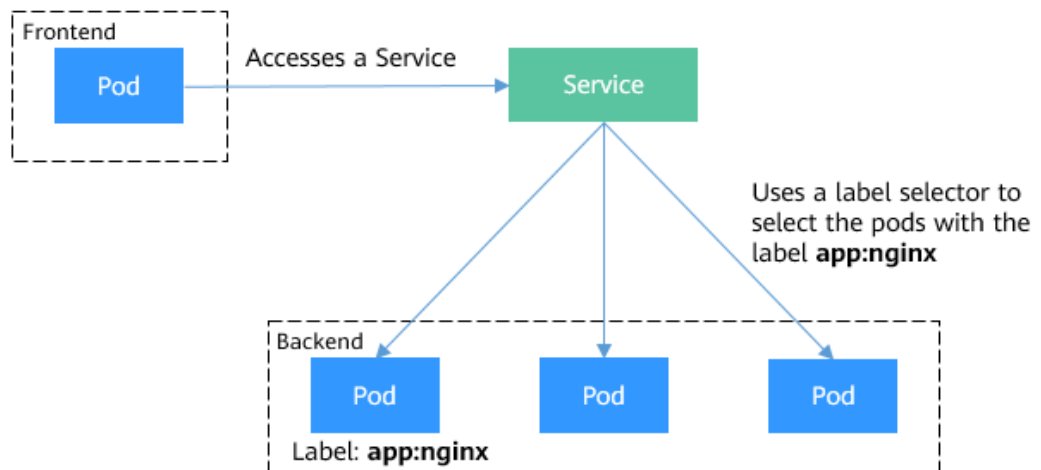 Frontend
Pod
Accesses a Service
Service
Uses a label selector to
select the pods with the
label app:nginx
Backend
Pod
Pod
Pod
Label: app:nginx